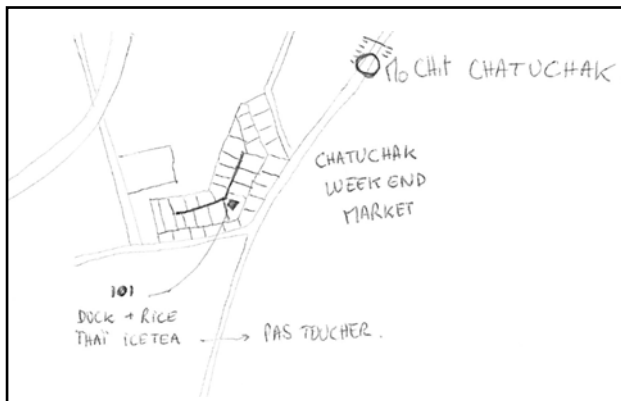 Mo CHIT CHATUCHAK
CHATUCHAK
WEEK END
MARKET
101
DUCK + RICE
THAÏ ICETEA → PAS TOUCHER.